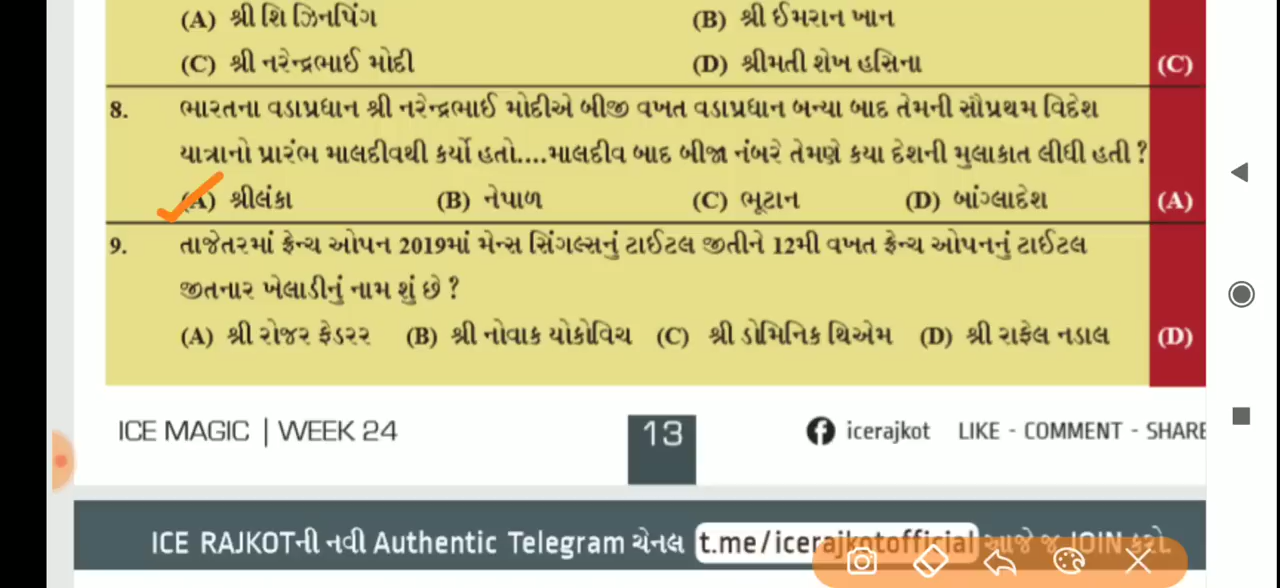 (A) શ્રી શિ ઝિનપિંગ (B) શ્રી ઈમરાન ખાન
(C) શ્રી નરેન્દ્રભાઈ મોદી (D) શ્રીમતી શેખ હસિના (C)
8. ભારતના વડાપ્રધાન શ્રી નરેન્દ્રભાઈ મોદીએ બીજી વખત વડાપ્રધાન બન્યા બાદ તેમની સૌપ્રથમ વિદેશ
યાત્રાનો પ્રારંભ માલદીવથી કર્યો હતો....માલદીવ બાદ બીજા નંબરે તેમણે કયા દેશની મુલાકાત લીધી હતી ?
(A) શ્રીલંકા (B) નેપાળ (C) ભૂટાન (D) બાંગ્લાદેશ (A)
9. તાજેતરમાં ફ્રેન્ચ ઓપન 2019માં મેન્સ સિંગલ્સનું ટાઈટલ જીતીને 12મી વખત ફ્રેન્ચ ઓપનનું ટાઈટલ
જીતનાર ખેલાડીનું નામ શું છે ?
(A) શ્રી રોજર ફેડરર (B) શ્રી નોવાક યોકોવિચ (C) શ્રી ડોમિનિક થિએમ (D) શ્રી રાફેલ નડાલ (D)
ICE MAGIC | WEEK 24 13 icerajkot LIKE - COMMENT - SHARE
ICE RAJKOTની નવી Authentic Telegram ચેનલ t.me/icerajkotofficial આજે જ JOIN કરો